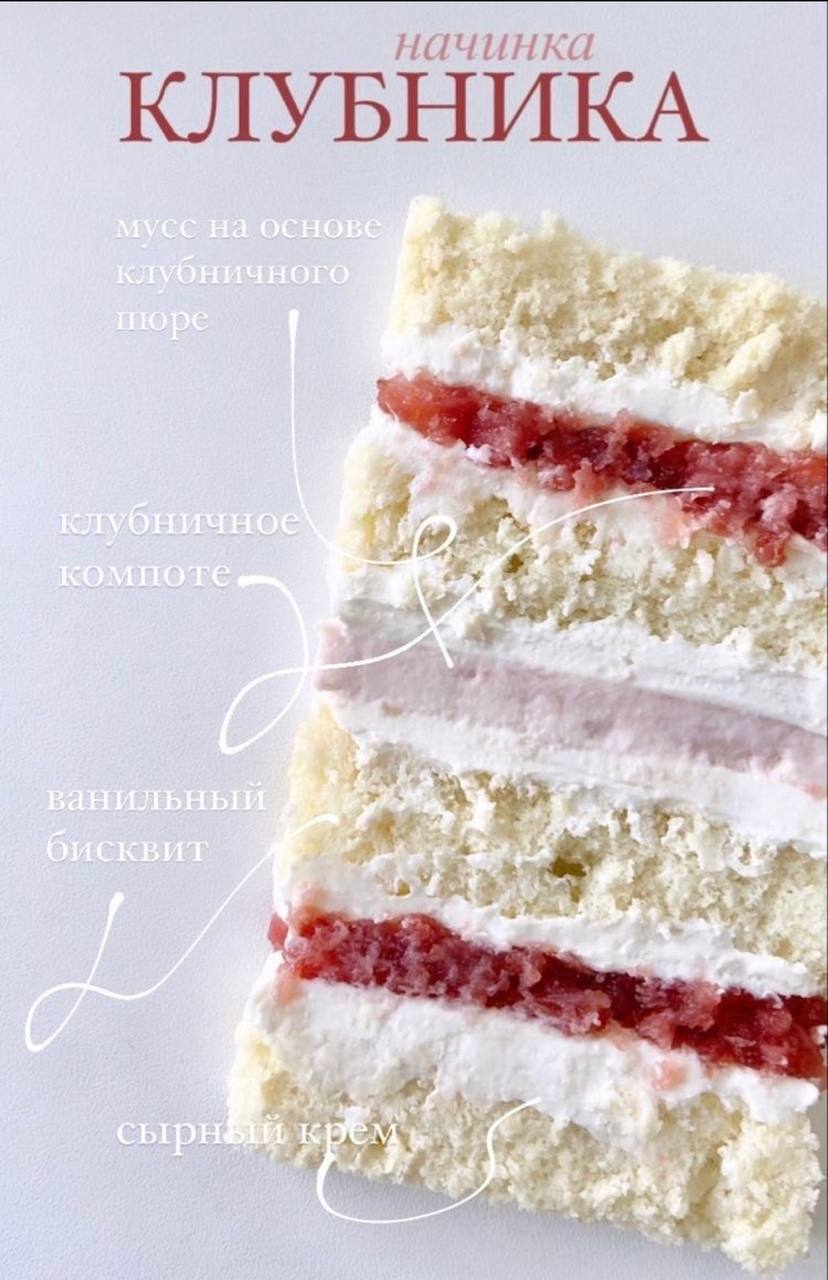 начинка
КЛУБНИКА
мусс на основе
клубничного
пюре
клубничное
компоте
ванильный
бисквит
сырный крем